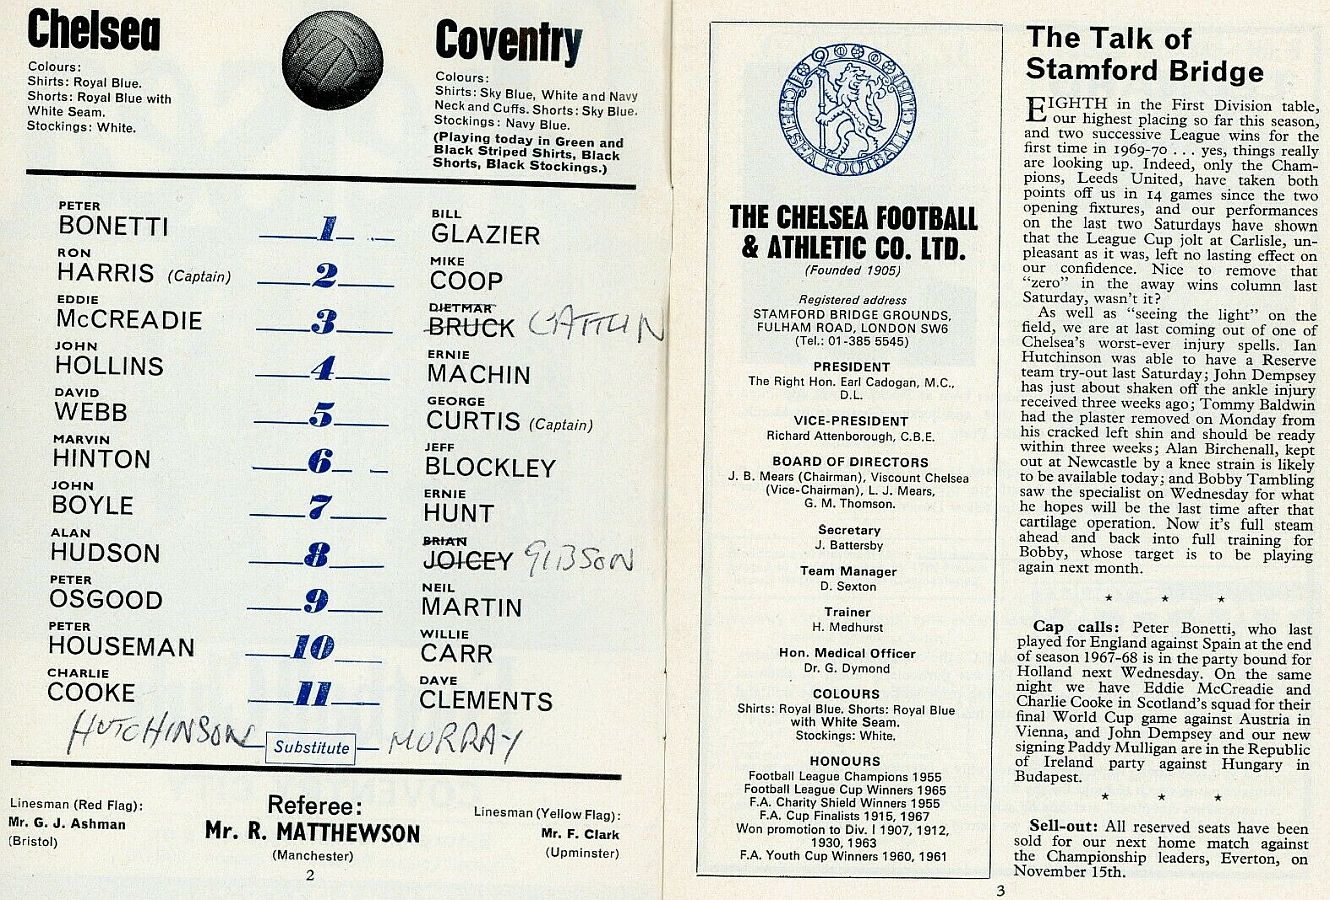 Chelsea
Colours:
Shirts: Royal Blue.
Shorts: Royal Blue with
White Seam.
Stockings: White.
Coventry
Colours:
Shirts: Sky Blue, White and Navy
Neck and Cuffs. Shorts: Sky Blue.
Stockings: Navy Blue.
(Playing today in Green and
Black Striped Shirts, Black
Shorts, Black Stockings.)
PETER
BONETTI 1 BILL
GLAZIER
RON
HARRIS (Captain) 2 MIKE
COOP
EDDIE
McCREADIE 3 DIETMAR
BRUCK CATTLIN
JOHN
HOLLINS 4 ERNIE
MACHIN
DAVID
WEBB 5 GEORGE
CURTIS (Captain)
MARVIN
HINTON 6 JEFF
BLOCKLEY
JOHN
BOYLE 7 ERNIE
HUNT
ALAN
HUDSON 8 BRIAN
JOICEY GIBSON
PETER
OSGOOD 9 NEIL
MARTIN
PETER
HOUSEMAN 10 WILLIE
CARR
CHARLIE
COOKE 11 DAVE
CLEMENTS
HUTCHINSON Substitute MURRAY
Linesman (Red Flag):
Mr. G. J. Ashman
(Bristol)
Referee:
Mr. R. MATTHEWSON
(Manchester)
Linesman (Yellow Flag):
Mr. F. Clark
(Upminster)
2
CHELSEA FOOTBALL
THE CHELSEA FOOTBALL
& ATHLETIC CO. LTD.
(Founded 1905)
Registered address
STAMFORD BRIDGE GROUNDS,
FULHAM ROAD, LONDON SW6
(Tel.: 01-385 5545)
PRESIDENT
The Right Hon. Earl Cadogan, M.C.,
D.L.
VICE-PRESIDENT
Richard Attenborough, C.B.E.
BOARD OF DIRECTORS
J. B. Mears (Chairman), Viscount Chelsea
(Vice-Chairman), L. J. Mears,
G. M. Thomson.
Secretary
J. Battersby
Team Manager
D. Sexton
Trainer
H. Medhurst
Hon. Medical Officer
Dr. G. Dymond
COLOURS
Shirts: Royal Blue. Shorts: Royal Blue
with White Seam.
Stockings: White.
HONOURS
Football League Champions 1955
Football League Cup Winners 1965
F.A. Charity Shield Winners 1955
F.A. Cup Finalists 1915, 1967
Won promotion to Div. I 1907, 1912,
1930, 1963
F.A. Youth Cup Winners 1960, 1961
The Talk of
Stamford Bridge
EIGHTH in the First Division table,
our highest placing so far this season,
and two successive League wins for the
first time in 1969-70 . . . yes, things really
are looking up. Indeed, only the Cham-
pions, Leeds United, have taken both
points off us in 14 games since the two
opening fixtures, and our performances
on the last two Saturdays have shown
that the League Cup jolt at Carlisle, un-
pleasant as it was, left no lasting effect on
our confidence. Nice to remove that
"zero" in the away wins column last
Saturday, wasn't it?
As well as "seeing the light" on the
field, we are at last coming out of one of
Chelsea's worst-ever injury spells. Ian
Hutchinson was able to have a Reserve
team try-out last Saturday; John Dempsey
has just about shaken off the ankle injury
received three weeks ago; Tommy Baldwin
had the plaster removed on Monday from
his cracked left shin and should be ready
within three weeks; Alan Birchenall, kept
out at Newcastle by a knee strain is likely
to be available today; and Bobby Tambling
saw the specialist on Wednesday for what
he hopes will be the last time after that
cartilage operation. Now it's full steam
ahead and back into full training for
Bobby, whose target is to be playing
again next month.
* * *
Cap calls: Peter Bonetti, who last
played for England against Spain at the end
of season 1967-68 is in the party bound for
Holland next Wednesday. On the same
night we have Eddie McCreadie and
Charlie Cooke in Scotland's squad for their
final World Cup game against Austria in
Vienna, and John Dempsey and our new
signing Paddy Mulligan are in the Republic
of Ireland party against Hungary in
Budapest.
* * *
Sell-out: All reserved seats have been
sold for our next home match against
the Championship leaders, Everton, on
November 15th.
3